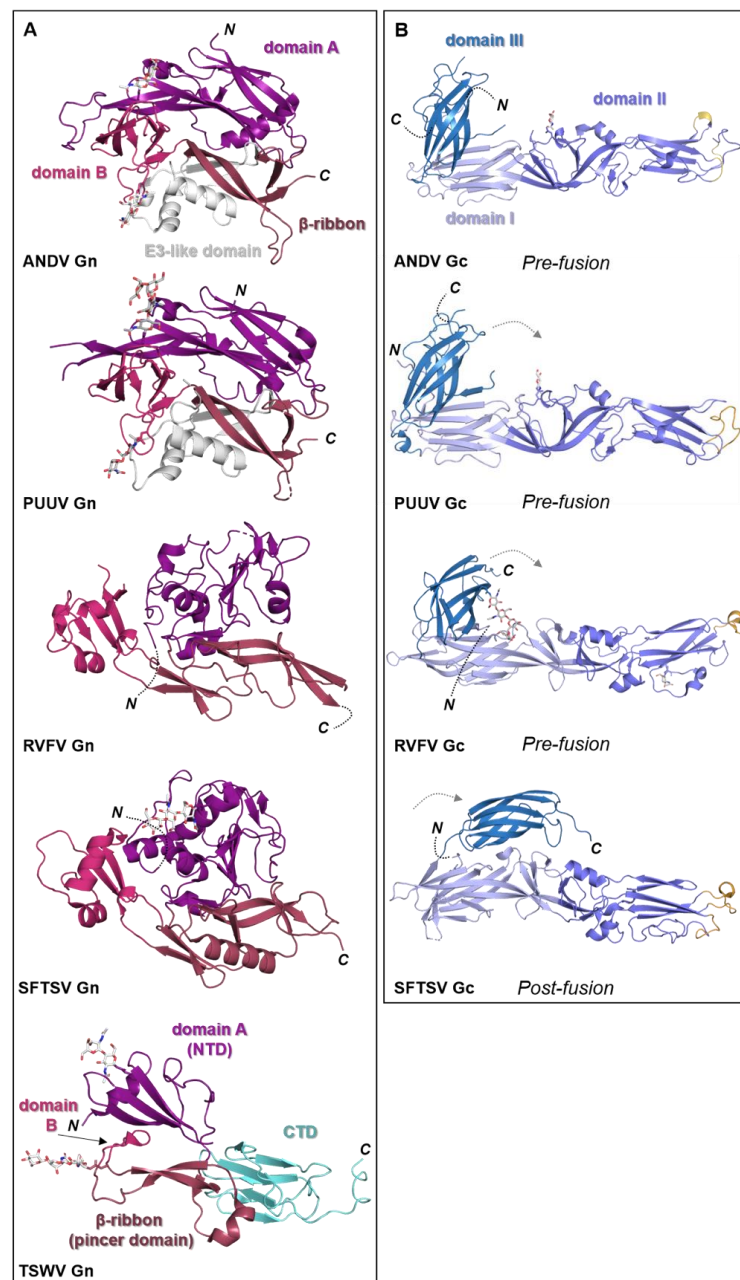 A
N
domain A
domain B
C
β-ribbon
E3-like domain
ANDV Gn
N
C
PUUV Gn
N
C
RVFV Gn
N
C
SFTSV Gn
domain A
(NTD)
domain
B
N
CTD
C
β-ribbon
(pincer domain)
TSWV Gn
B
domain III
N
C
domain II
domain I
ANDV Gc
Pre-fusion
C
N
PUUV Gc
Pre-fusion
C
N
RVFV Gc
Pre-fusion
N
C
SFTSV Gc
Post-fusion